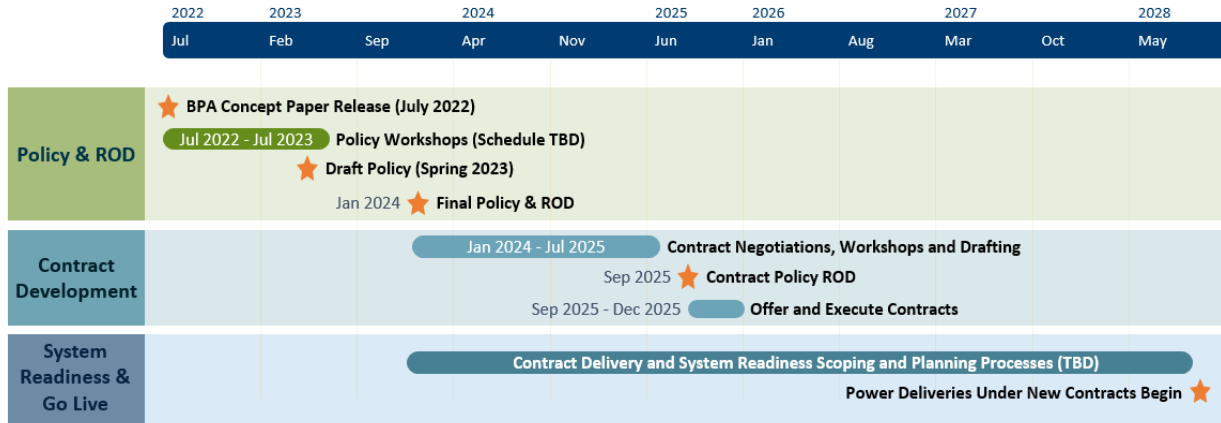 2022 2023 2024 2025 2026 2027 2028
Jul Feb Sep Apr Nov Jun Jan Aug Mar Oct May
Policy & ROD
BPA Concept Paper Release (July 2022)
Jul 2022 - Jul 2023 Policy Workshops (Schedule TBD)
Draft Policy (Spring 2023)
Jan 2024 Final Policy & ROD
Contract
Development
Jan 2024 - Jul 2025 Contract Negotiations, Workshops and Drafting
Sep 2025 Contract Policy ROD
Sep 2025 - Dec 2025 Offer and Execute Contracts
System
Readiness &
Go Live
Contract Delivery and System Readiness Scoping and Planning Processes (TBD)
Power Deliveries Under New Contracts Begin